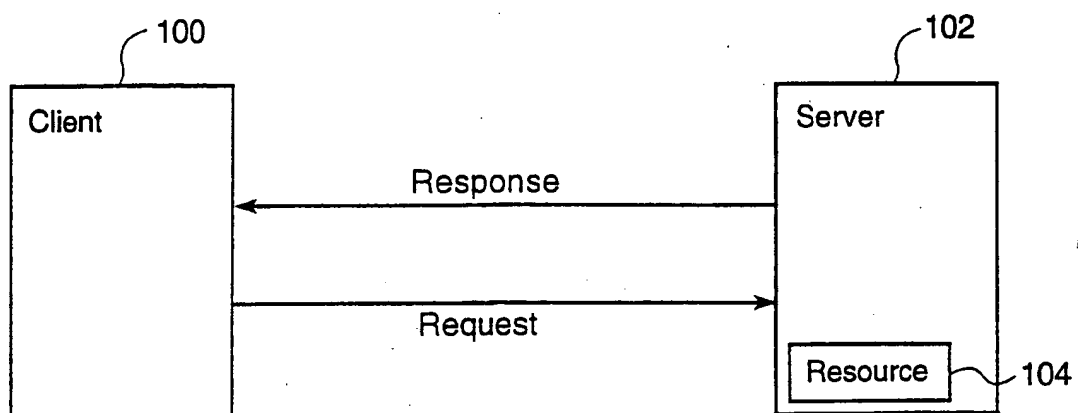 100
102
Client
Server
Response
Request
Resource
104